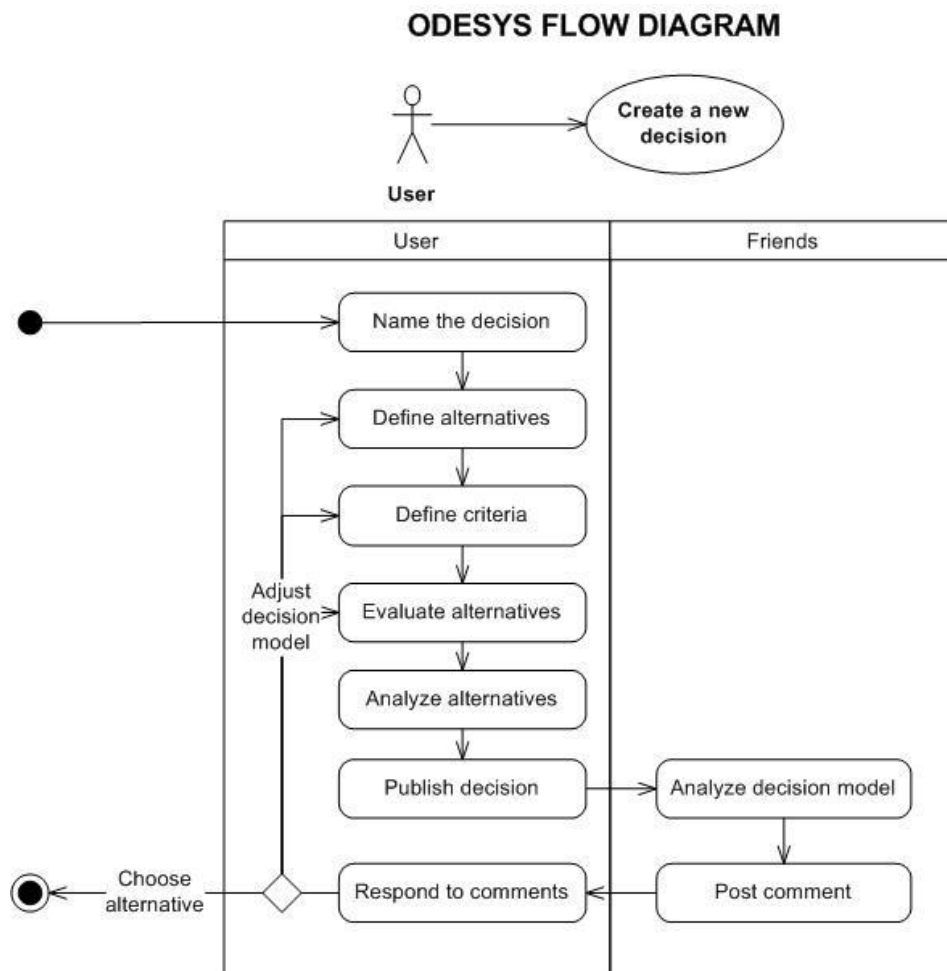 ODESYS FLOW DIAGRAM
Create a new
decision
User
User
Friends
Name the decision
Define alternatives
Define criteria
Adjust
decision
model
Evaluate alternatives
Analyze alternatives
Publish decision
Analyze decision model
Choose
alternative
Respond to comments
Post comment